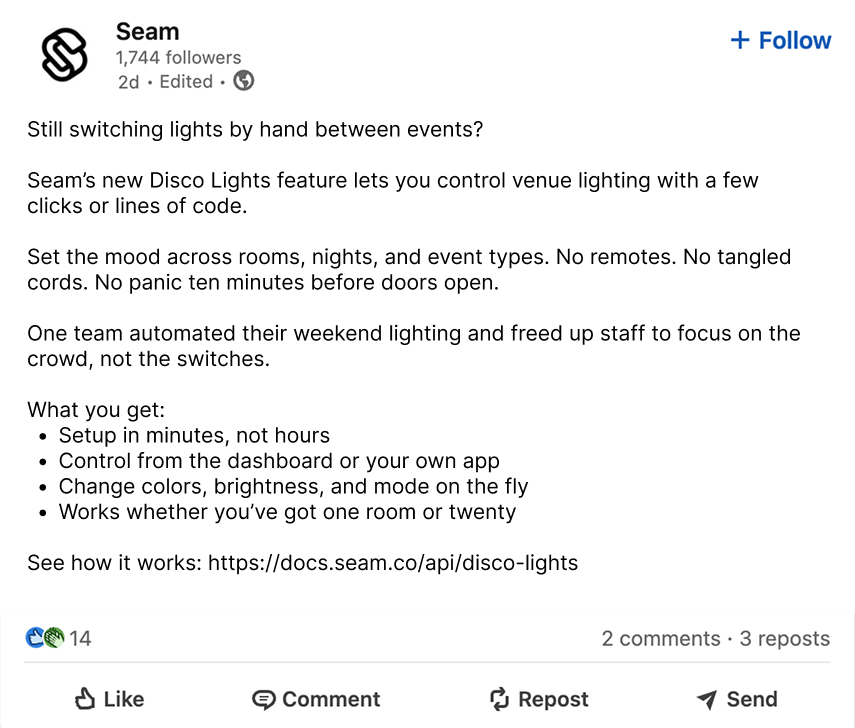 Seam
1,744 followers
2d • Edited •
+ Follow
Still switching lights by hand between events?
Seam’s new Disco Lights feature lets you control venue lighting with a few
clicks or lines of code.
Set the mood across rooms, nights, and event types. No remotes. No tangled
cords. No panic ten minutes before doors open.
One team automated their weekend lighting and freed up staff to focus on the
crowd, not the switches.
What you get:
• Setup in minutes, not hours
• Control from the dashboard or your own app
• Change colors, brightness, and mode on the fly
• Works whether you’ve got one room or twenty
See how it works: https://docs.seam.co/api/disco-lights
14
2 comments · 3 reposts
Like
Comment
Repost
Send